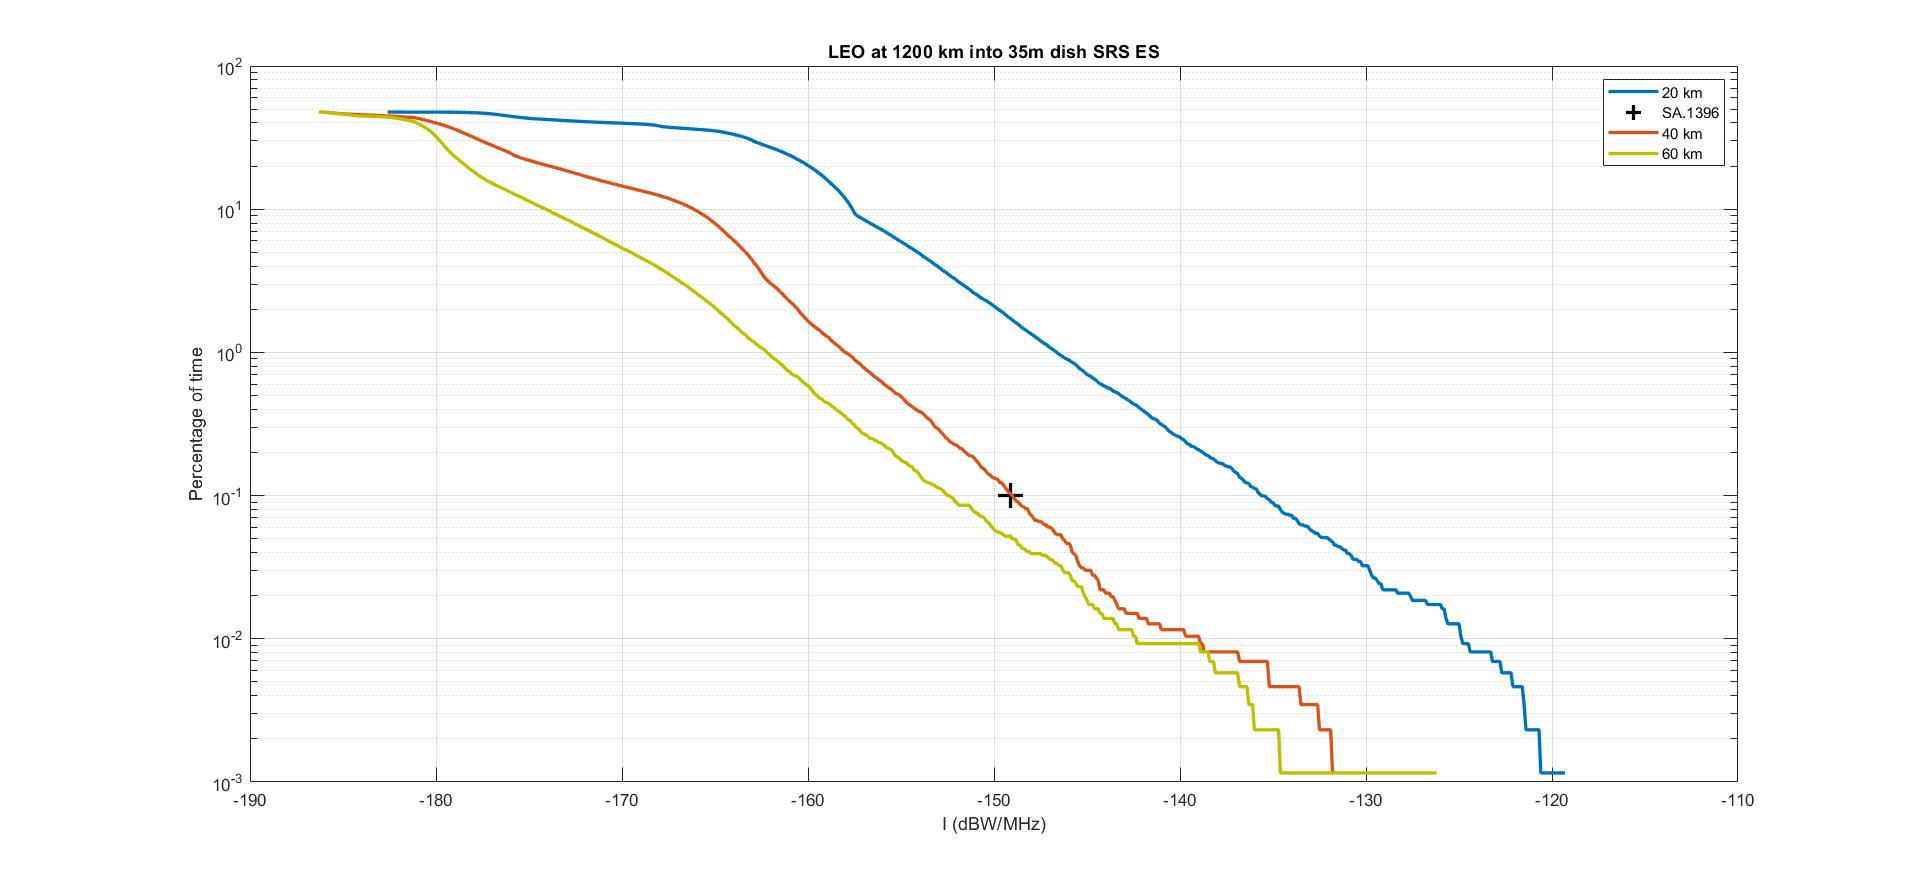 LEO at 1200 km into 35m dish SRS ES
20 km
SA.1396
40 km
60 km
Percentage of time
10^2
10^1
10^0
10^-1
10^-2
10^-3
-190 -180 -170 -160 -150 -140 -130 -120 -110
I (dBW/MHz)